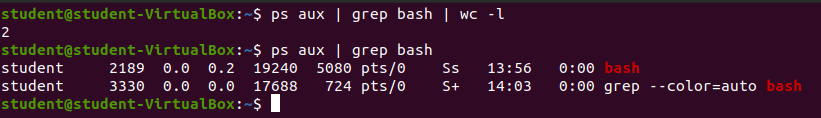 student@student-VirtualBox:~$ ps aux | grep bash | wc -l
2
student@student-VirtualBox:~$ ps aux | grep bash
student     2189  0.0  0.2  19240  5080 pts/0    Ss   13:56   0:00 bash
student     3330  0.0  0.0  17688   724 pts/0    S+   14:03   0:00 grep --color=auto bash
student@student-VirtualBox:~$